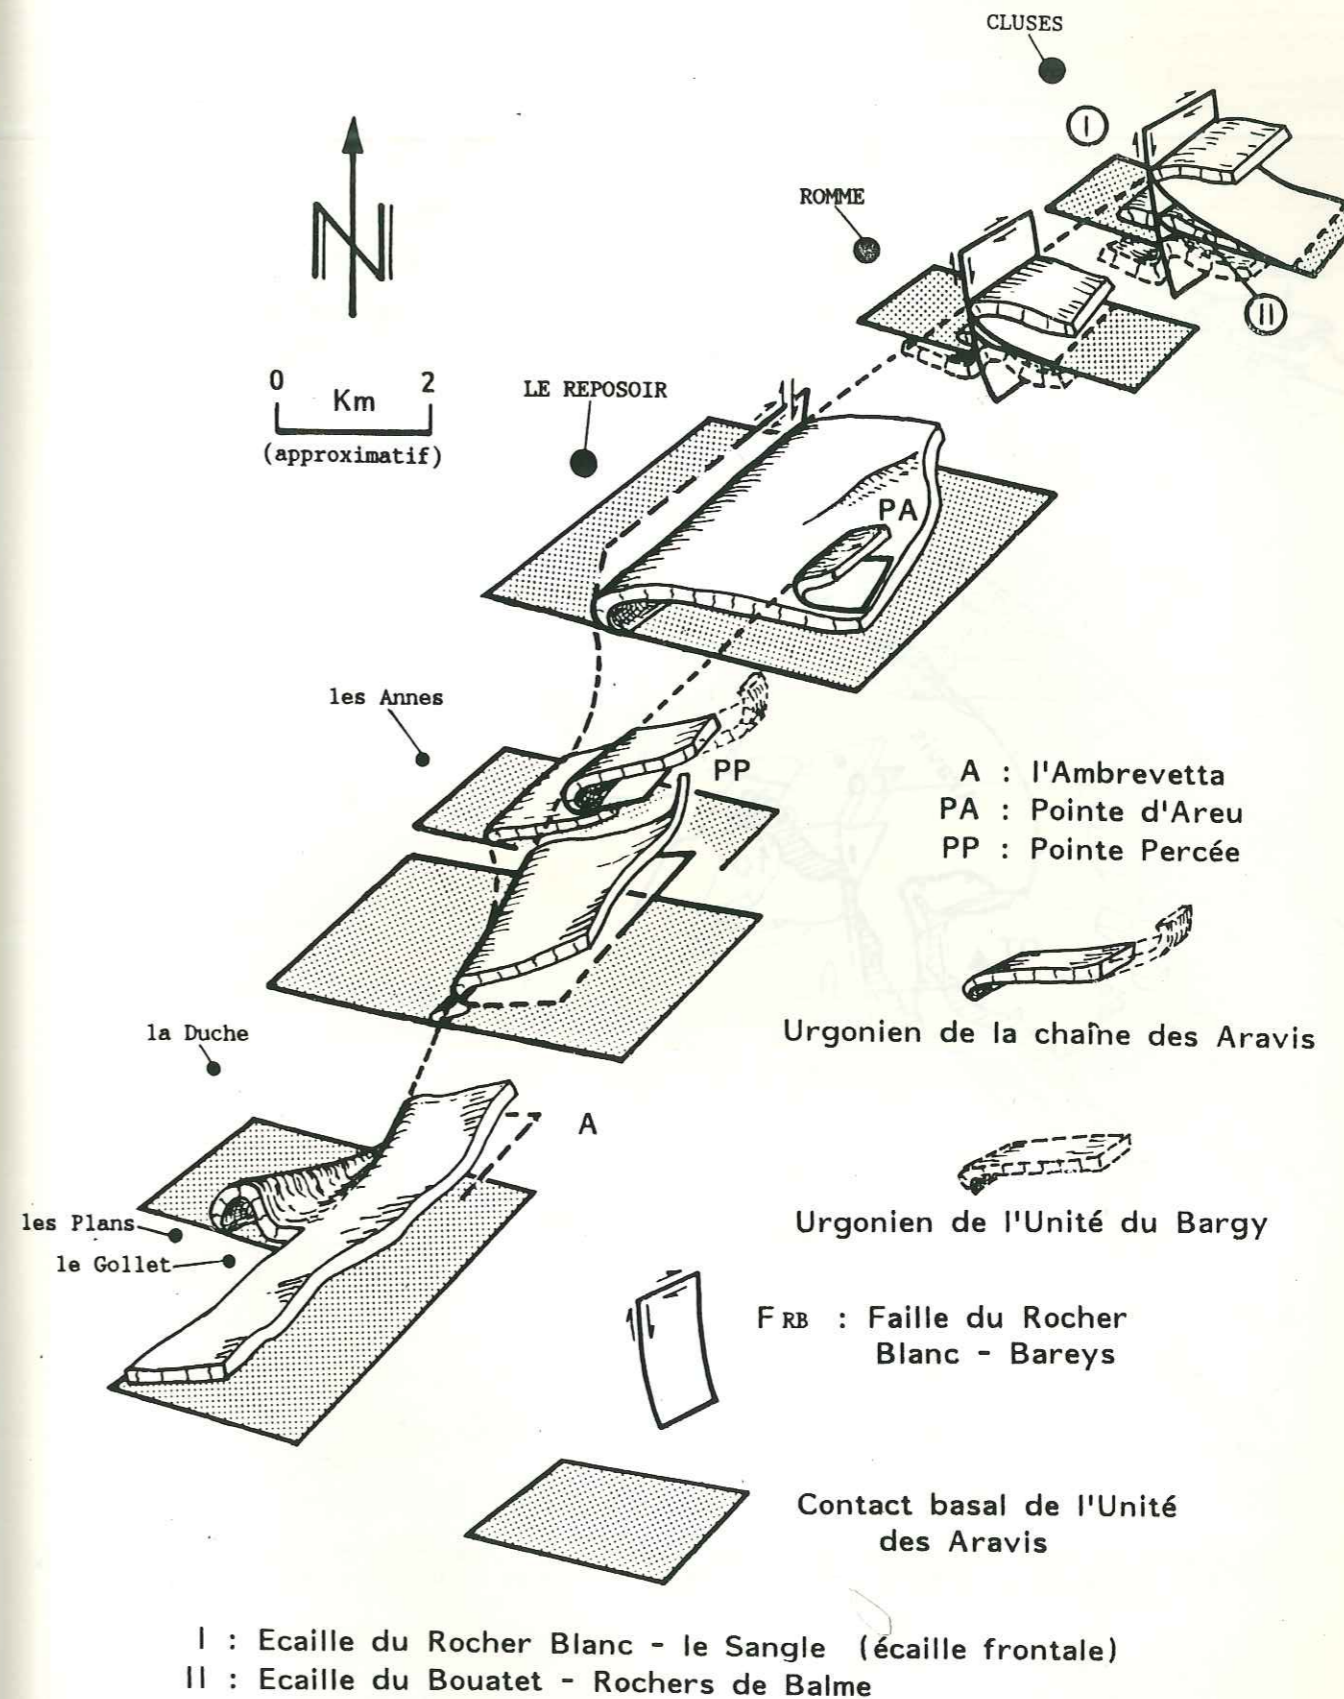 CLUSES
I
ROMME
N
II
0 2
Km
(approximatif)
LE REPOSOIR
PA
les Annes
PP
A : l'Ambrevetta
PA : Pointe d'Areu
PP : Pointe Percée
Urgonien de la chaîne des Aravis
la Duche
A
les Plans
le Gollet
Urgonien de l'Unité du Bargy
FRB : Faille du Rocher
Blanc - Bareys
Contact basal de l'Unité
des Aravis
I : Ecaille du Rocher Blanc - le Sangle (écaille frontale)
II : Ecaille du Bouatet - Rochers de Balme